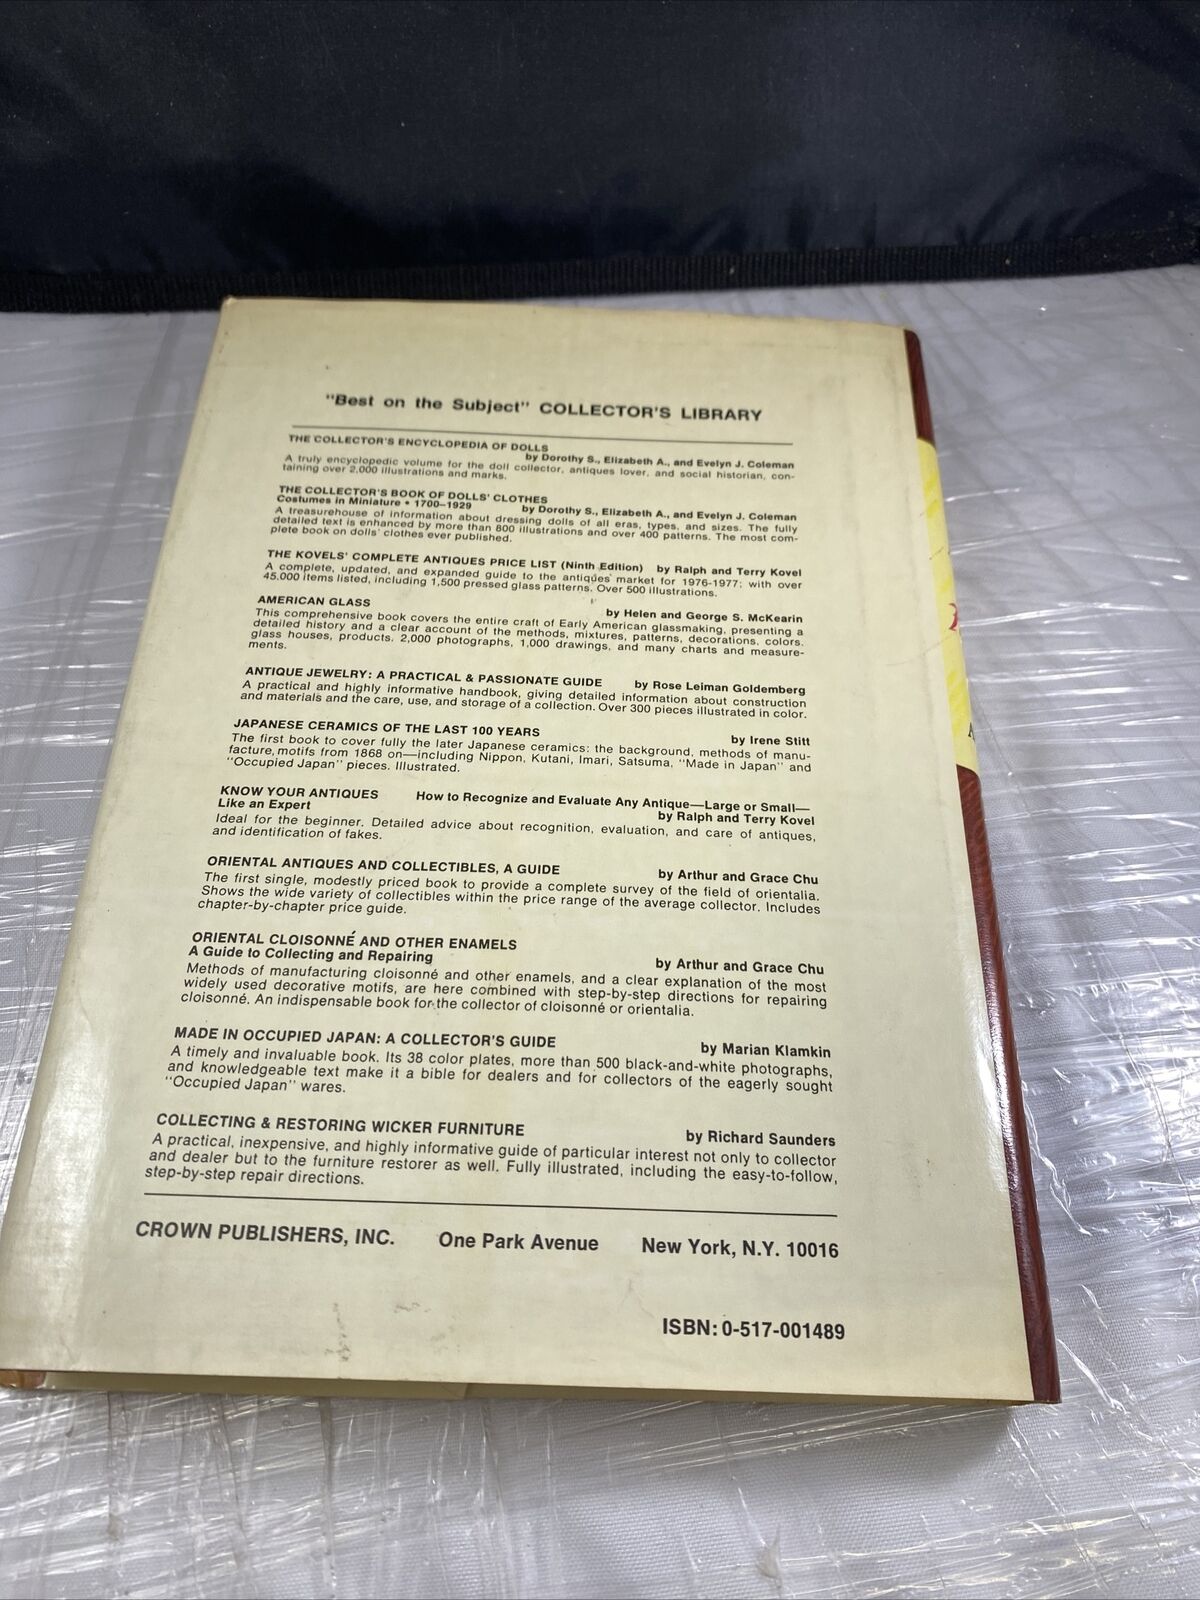 "Best on the Subject" COLLECTOR'S LIBRARY
THE COLLECTOR'S ENCYCLOPEDIA OF DOLLS
by Dorothy S., Elizabeth A., and Evelyn J. Coleman
A truly encyclopedic volume for the doll collector, antiques lover, and social historian, con-
taining over 2,000 illustrations and marks.
THE COLLECTOR'S BOOK OF DOLLS' CLOTHES
Costumes in Miniature • 1700–1929 by Dorothy S., Elizabeth A., and Evelyn J. Coleman
A treasurehouse of information about dressing dolls of all eras, types, and sizes. The fully
detailed text is enhanced by more than 800 illustrations and over 400 patterns. The most com-
plete book on dolls' clothes ever published.
THE KOVELS' COMPLETE ANTIQUES PRICE LIST (Ninth Edition) by Ralph and Terry Kovel
A complete, updated, and expanded guide to the antiques market for 1976-1977; with over
45,000 items listed, including 1,500 pressed glass patterns. Over 500 illustrations.
AMERICAN GLASS by Helen and George S. McKearin
This comprehensive book covers the entire craft of Early American glassmaking, presenting a
detailed history and a clear account of the methods, mixtures, patterns, decorations, colors,
glass houses, products. 2,000 photographs, 1,000 drawings, and many charts and measure-
ments.
ANTIQUE JEWELRY: A PRACTICAL & PASSIONATE GUIDE by Rose Leiman Goldemberg
A practical and highly informative handbook, giving detailed information about construction
and materials and the care, use, and storage of a collection. Over 300 pieces illustrated in color.
JAPANESE CERAMICS OF THE LAST 100 YEARS by Irene Stitt
The first book to cover fully the later Japanese ceramics: the background, methods of manu-
facture, motifs from 1868 on—including Nippon, Kutani, Imari, Satsuma, "Made in Japan" and
"Occupied Japan" pieces. Illustrated.
KNOW YOUR ANTIQUES How to Recognize and Evaluate Any Antique—Large or Small—
Like an Expert by Ralph and Terry Kovel
Ideal for the beginner. Detailed advice about recognition, evaluation, and care of antiques,
and identification of fakes.
ORIENTAL ANTIQUES AND COLLECTIBLES, A GUIDE by Arthur and Grace Chu
The first single, modestly priced book to provide a complete survey of the field of orientalia.
Shows the wide variety of collectibles within the price range of the average collector. Includes
chapter-by-chapter price guide.
ORIENTAL CLOISONNÉ AND OTHER ENAMELS
A Guide to Collecting and Repairing by Arthur and Grace Chu
Methods of manufacturing cloisonné and other enamels, and a clear explanation of the most
widely used decorative motifs, are here combined with step-by-step directions for repairing
cloisonné. An indispensable book for the collector of cloisonné or orientalia.
MADE IN OCCUPIED JAPAN: A COLLECTOR'S GUIDE by Marian Klamkin
A timely and invaluable book. Its 38 color plates, more than 500 black-and-white photographs,
and knowledgeable text make it a bible for dealers and for collectors of the eagerly sought
"Occupied Japan" wares.
COLLECTING & RESTORING WICKER FURNITURE by Richard Saunders
A practical, inexpensive, and highly informative guide of particular interest not only to collector
and dealer but to the furniture restorer as well. Fully illustrated, including the easy-to-follow,
step-by-step repair directions.
CROWN PUBLISHERS, INC. One Park Avenue New York, N.Y. 10016
ISBN: 0-517-001489